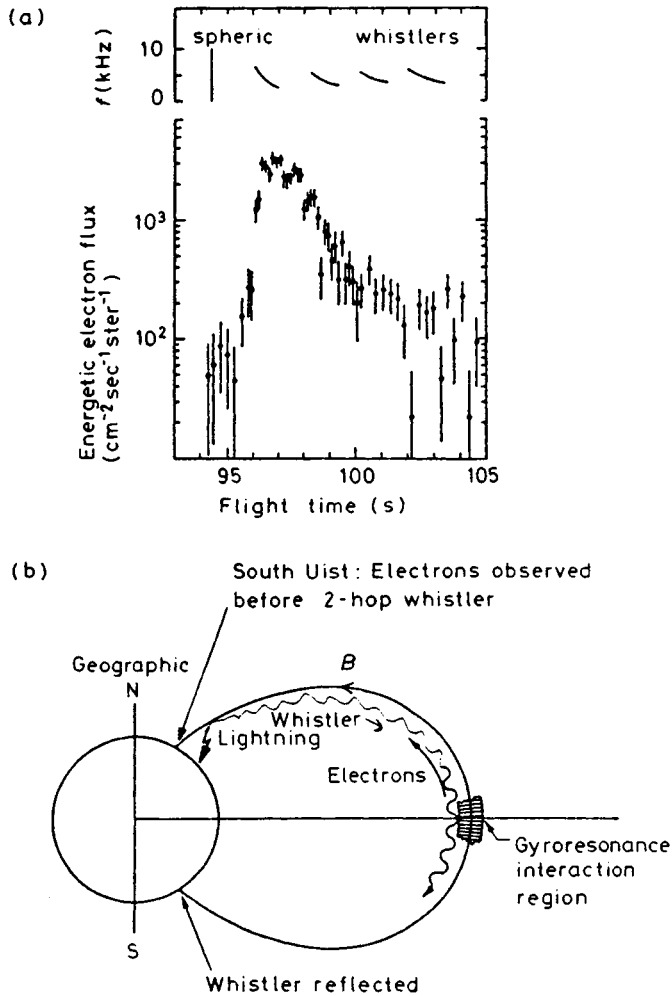 (a)
spheric
whistlers
10
5
0
f(kHz)
10³
10²
Energetic electron flux
(cm⁻² sec⁻¹ ster⁻¹)
95
100
105
Flight time (s)
(b)
South Uist: Electrons observed
before 2-hop whistler
Geographic
N
B
Whistler
Lightning
Electrons
Gyroresonance
interaction
region
S
Whistler reflected